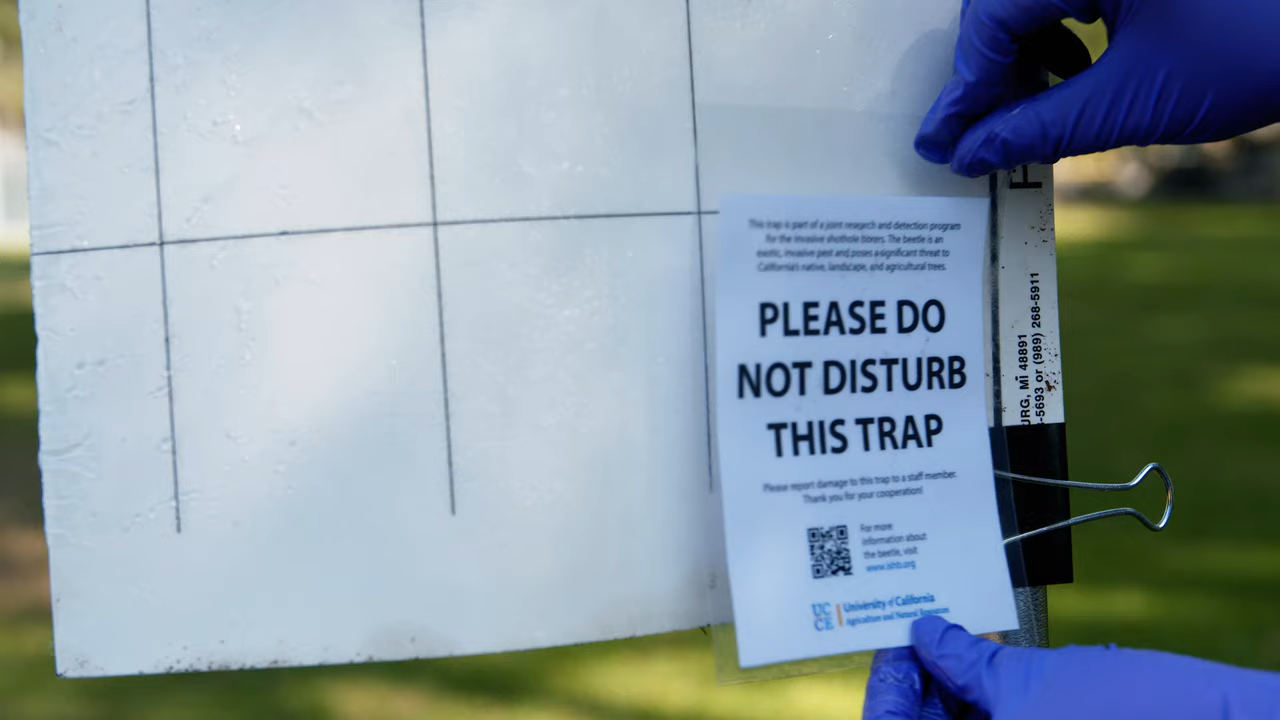 This trap is part of a joint research and detection program
for the invasive shothole borers. The beetle is an
exotic, invasive pest and poses a significant threat to
California's native, landscape, and agricultural trees.
PLEASE DO
NOT DISTURB
THIS TRAP
Please report damage to this trap to a staff member.
Thank you for your cooperation!
For more
information about
the beetle, visit
www.ishb.org
UC
CE
University of California
Agriculture and Natural Resources
URG, MI 48891
-5693 or (989) 268-5911